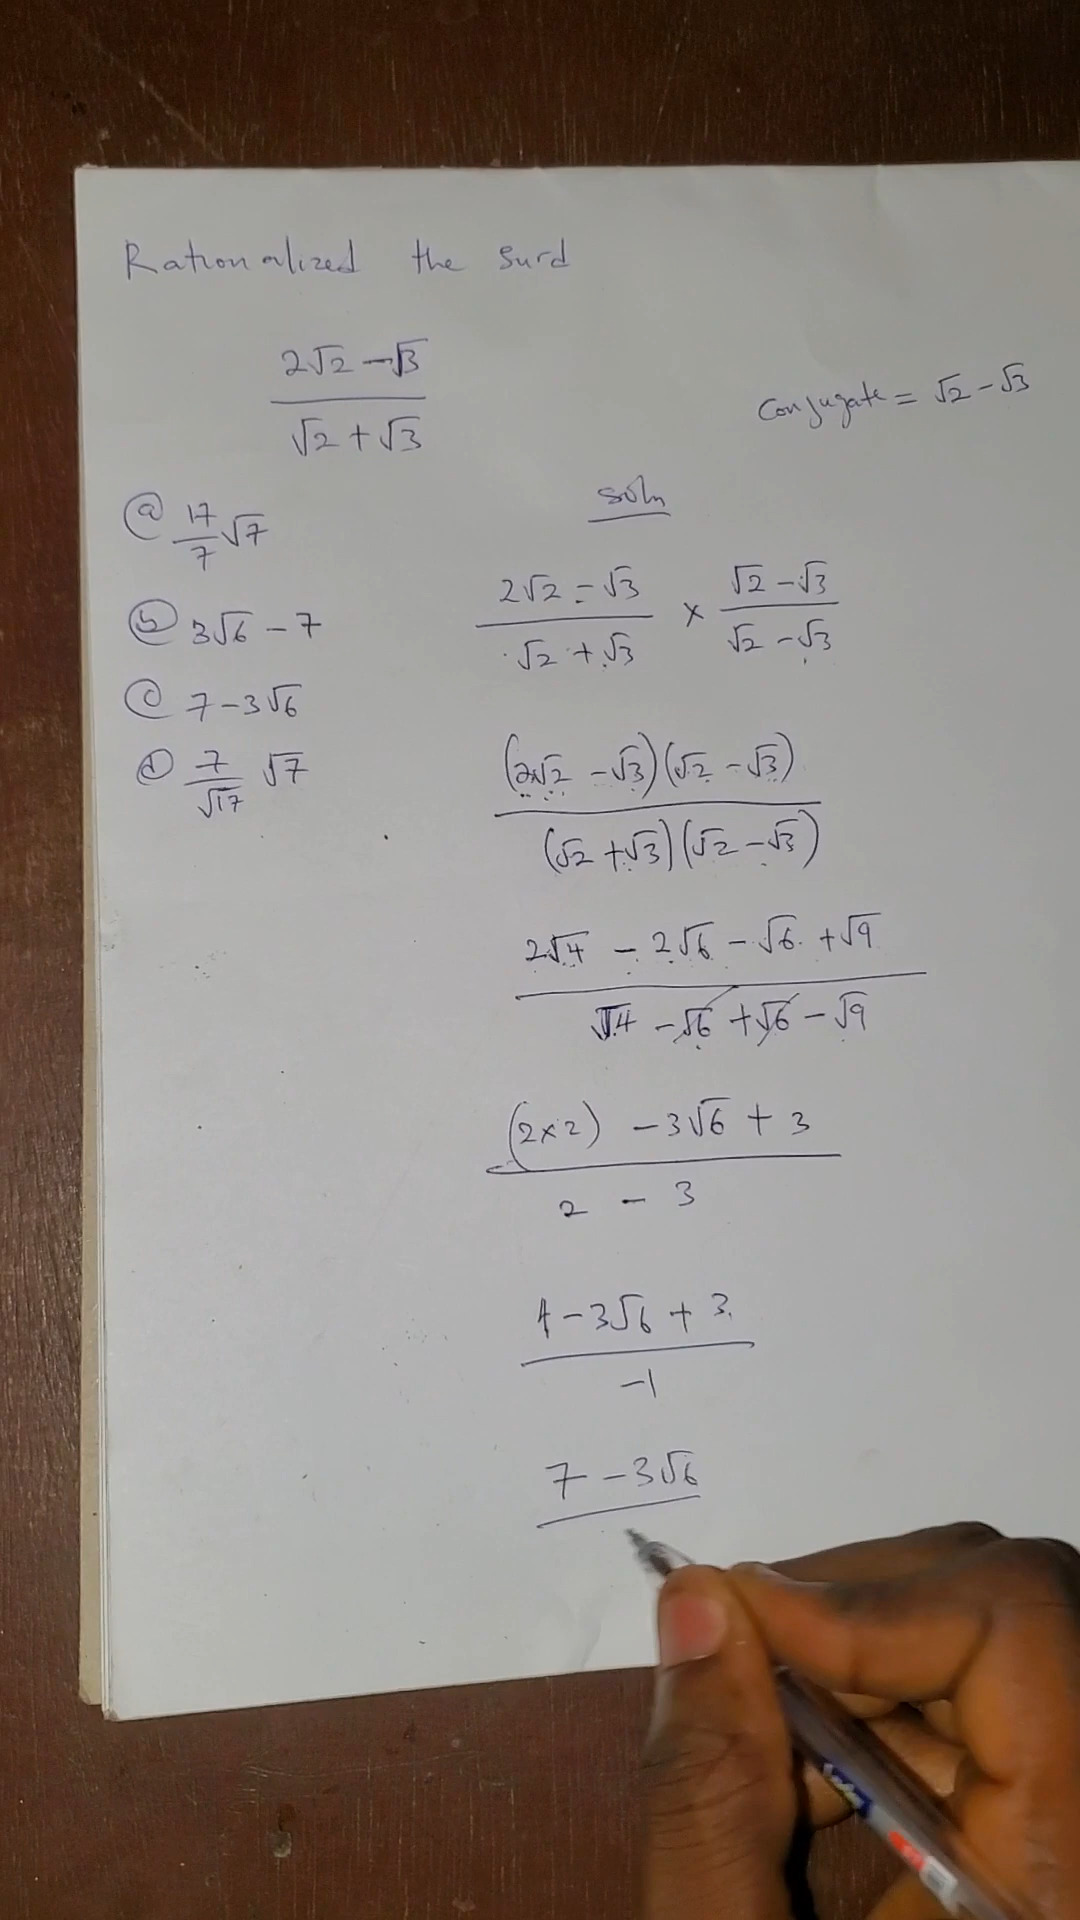 Rationalized the surd
2√2 - √3
√2 + √3
Conjugate = √2 - √3
(a) 17/7 √7
(b) 3√6 - 7
(c) 7 - 3√6
(d) 7/√17 √7
soln
2√2 - √3 × √2 - √3
√2 + √3 √2 - √3
(2√2 - √3)(√2 - √3)
(√2 + √3)(√2 - √3)
2√4 - 2√6 - √6 + √9
√4 - √6 + √6 - √9
(2×2) - 3√6 + 3
2 - 3
4 - 3√6 + 3
-1
7 - 3√6